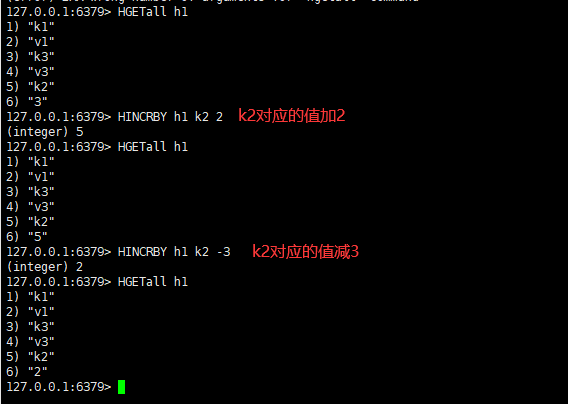 127.0.0.1:6379> HGETall h1
1) "k1"
2) "v1"
3) "k3"
4) "v3"
5) "k2"
6) "3"
127.0.0.1:6379> HINCRBY h1 k2 2 k2对应的值加2
(integer) 5
127.0.0.1:6379> HGETall h1
1) "k1"
2) "v1"
3) "k3"
4) "v3"
5) "k2"
6) "5"
127.0.0.1:6379> HINCRBY h1 k2 -3 k2对应的值减3
(integer) 2
127.0.0.1:6379> HGETall h1
1) "k1"
2) "v1"
3) "k3"
4) "v3"
5) "k2"
6) "2"
127.0.0.1:6379>